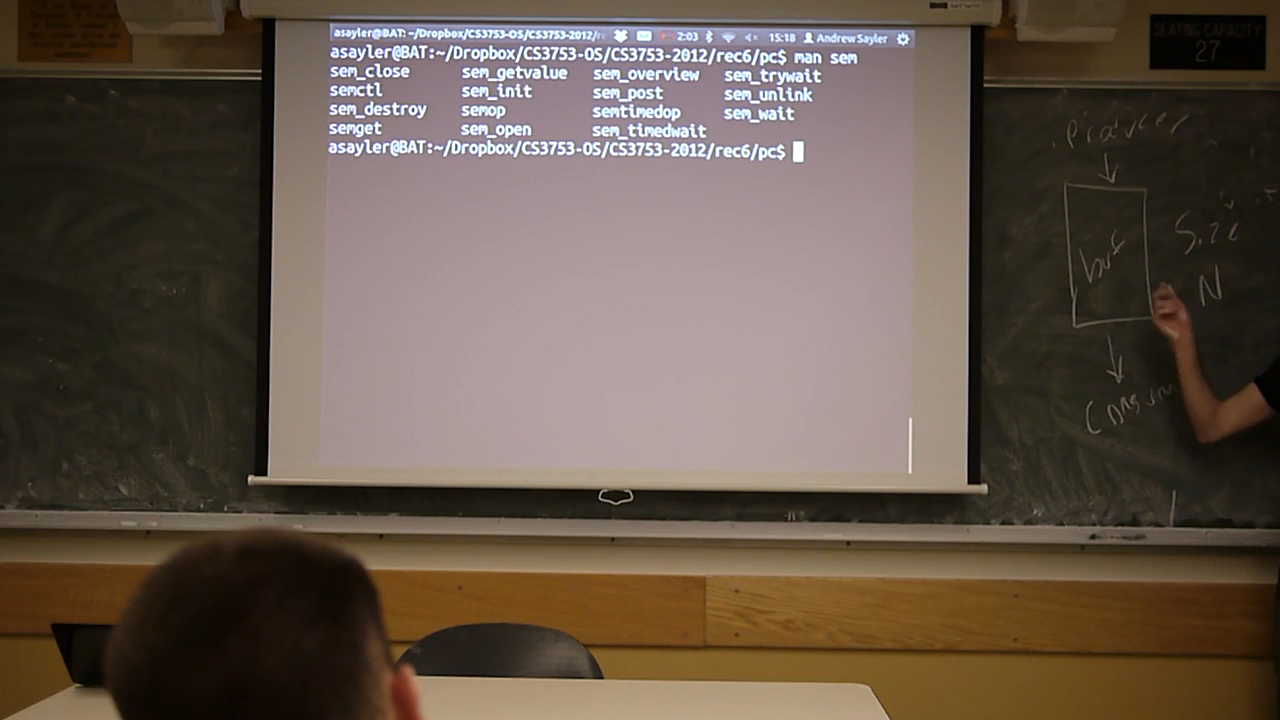 asayler@BAT: ~/Dropbox/CS3753-OS/CS3753-2012/r
2:03 15:18 Andrew Sayler
asayler@BAT:~/Dropbox/CS3753-OS/CS3753-2012/rec6/pc$ man sem
sem_close sem_getvalue sem_overview sem_trywait
semctl sem_init sem_post sem_unlink
sem_destroy semop semtimedop sem_wait
semget sem_open sem_timedwait
asayler@BAT:~/Dropbox/CS3753-OS/CS3753-2012/rec6/pc$
SEATING CAPACITY
27
Producer
buf
Size
N